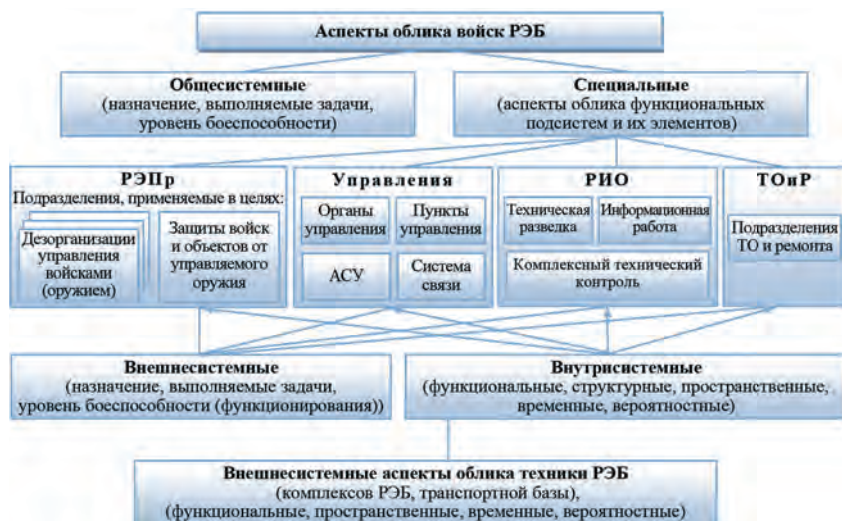 Аспекты облика войск РЭБ
Общесистемные
(назначение, выполняемые задачи,
уровень боеспособности)
Специальные
(аспекты облика функциональных
подсистем и их элементов)
РЭПр
Подразделения, применяемые в целях:
Дезорганизации
управления
войсками
(оружием)
Защиты войск
и объектов от
управляемого
оружия
Управления
Органы
управления
Пункты
управления
АСУ
Система
связи
РИО
Техническая
разведка
Информационная
работа
Комплексный технический
контроль
ТОиР
Подразделения
ТО и ремонта
Внешнесистемные
(назначение, выполняемые задачи,
уровень боеспособности (функционирования))
Внутрисистемные
(функциональные, структурные, пространственные,
временные, вероятностные)
Внешнесистемные аспекты облика техники РЭБ
(комплексов РЭБ, транспортной базы),
(функциональные, пространственные, временные, вероятностные)